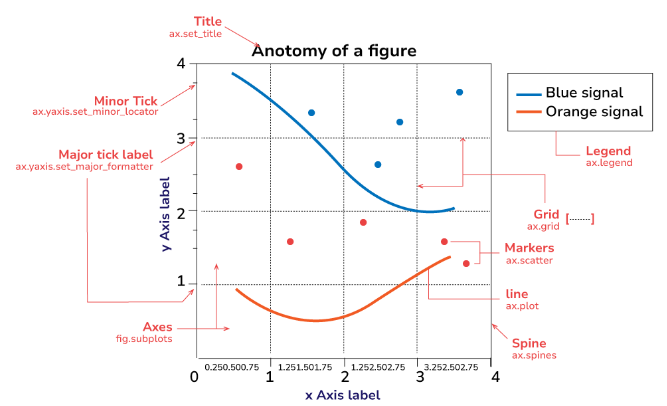 Title
ax.set_title
Anotomy of a figure
4
Blue signal
Orange signal
Minor Tick
ax.yaxis.set_minor_locator
3
Major tick label
ax.yaxis.set_major_formatter
Legend
ax.legend
y Axis label
2
Grid
ax.grid
[.......]
Markers
ax.scatter
1
line
ax.plot
Axes
fig.subplots
Spine
ax.spines
0.250.500.75
1.251.501.75
1.252.502.75
3.252.502.75
0
1
2
3
4
x Axis label